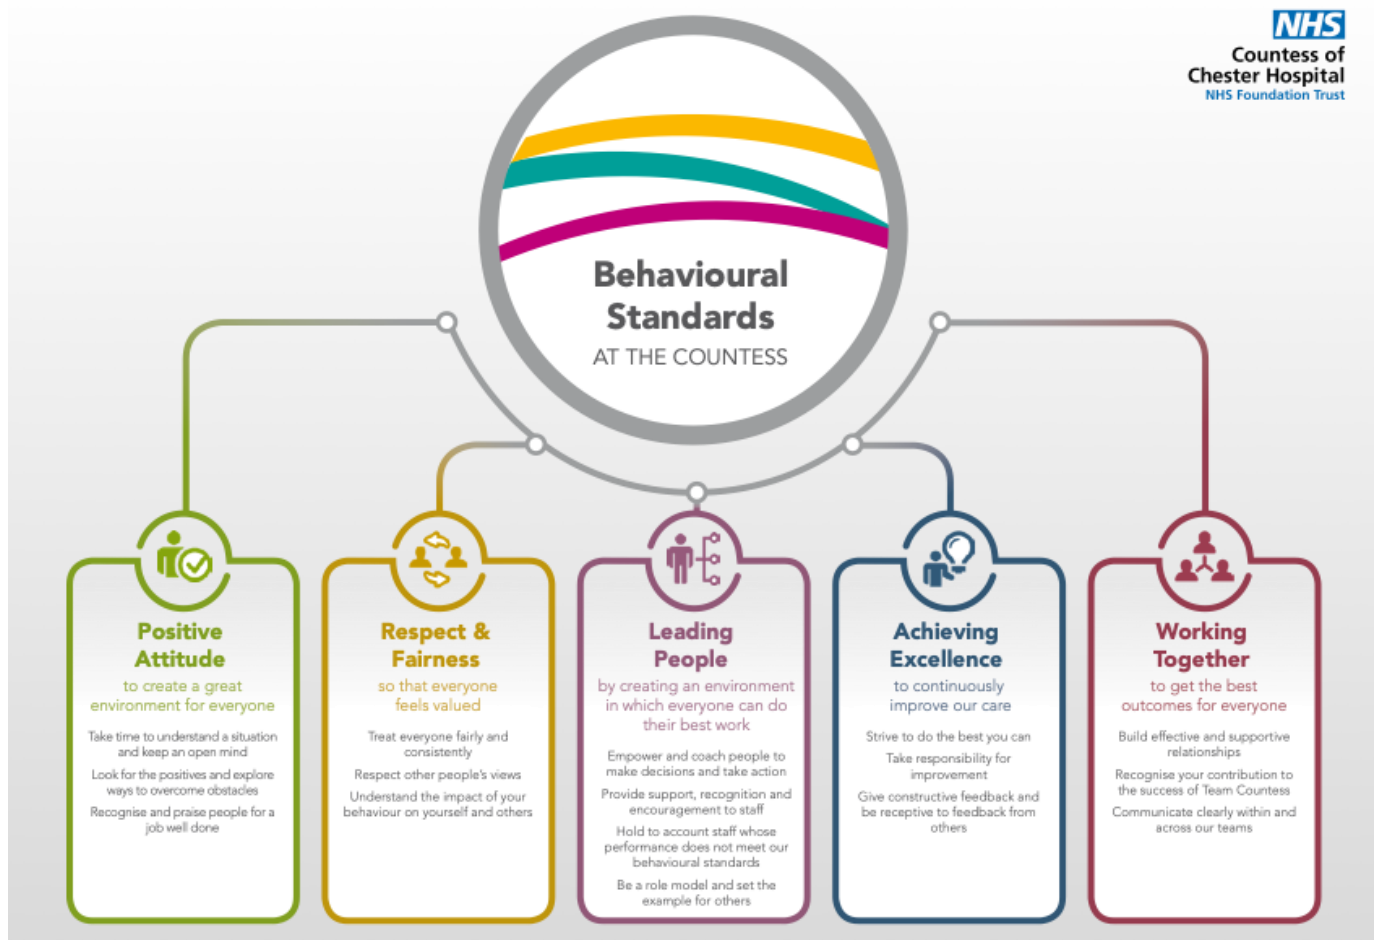 NHS
Countess of
Chester Hospital
NHS Foundation Trust
Behavioural
Standards
AT THE COUNTESS
Positive
Attitude
to create a great
environment for everyone
Take time to understand a situation
and keep an open mind
Look for the positives and explore
ways to overcome obstacles
Recognise and praise people for a
job well done
Respect &
Fairness
so that everyone
feels valued
Treat everyone fairly and
consistently
Respect other people's views
Understand the impact of your
behaviour on yourself and others
Leading
People
by creating an environment
in which everyone can do
their best work
Empower and coach people to
make decisions and take action
Provide support, recognition and
encouragement to staff
Hold to account staff whose
performance does not meet our
behavioural standards
Be a role model and set the
example for others
Achieving
Excellence
to continuously
improve our care
Strive to do the best you can
Take responsibility for
improvement
Give constructive feedback and
be receptive to feedback from
others
Working
Together
to get the best
outcomes for everyone
Build effective and supportive
relationships
Recognise your contribution to
the success of Team Countess
Communicate clearly within and
across our teams